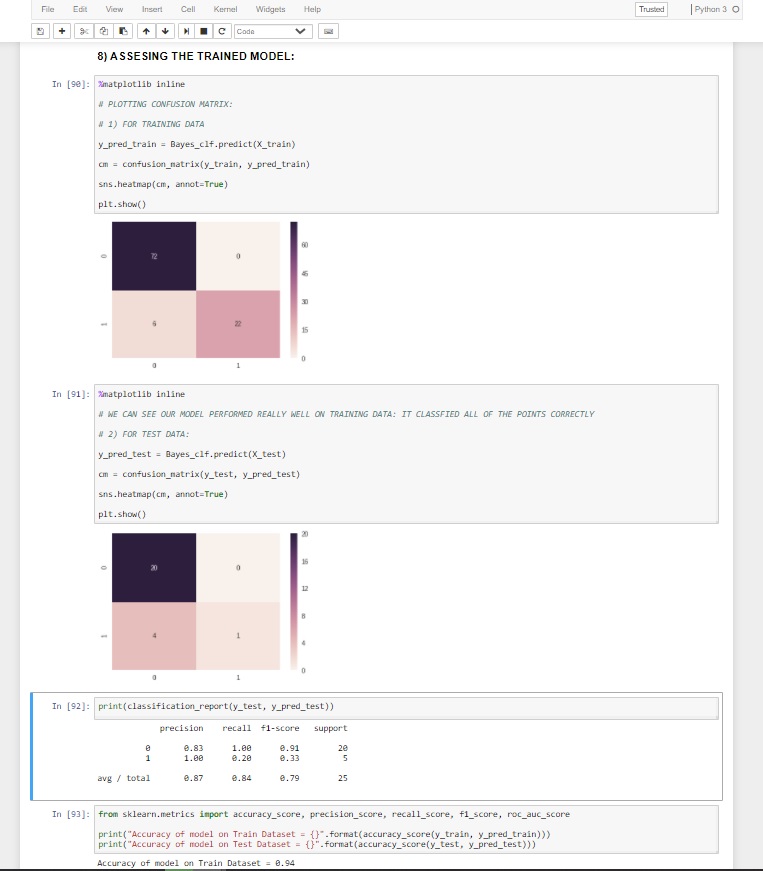 File Edit View Insert Cell Kernel Widgets Help Trusted Python 3
Code
8) ASSESING THE TRAINED MODEL:
In [90]: %matplotlib inline
# PLOTTING CONFUSION MATRIX:
# 1) FOR TRAINING DATA
y_pred_train = Bayes_clf.predict(X_train)
cm = confusion_matrix(y_train, y_pred_train)
sns.heatmap(cm, annot=True)
plt.show()
60
0 72 0
45
30
1 6 22
15
0
0 1
In [91]: %matplotlib inline
# WE CAN SEE OUR MODEL PERFORMED REALLY WELL ON TRAINING DATA: IT CLASSFIED ALL OF THE POINTS CORRECTLY
# 2) FOR TEST DATA:
y_pred_test = Bayes_clf.predict(X_test)
cm = confusion_matrix(y_test, y_pred_test)
sns.heatmap(cm, annot=True)
plt.show()
20
16
0 20 0
12
8
1 4 1
4
0
0 1
In [92]: print(classification_report(y_test, y_pred_test))
precision recall f1-score support
0 0.83 1.00 0.91 20
1 1.00 0.20 0.33 5
avg / total 0.87 0.84 0.79 25
In [93]: from sklearn.metrics import accuracy_score, precision_score, recall_score, f1_score, roc_auc_score
print("Accuracy of model on Train Dataset = {}".format(accuracy_score(y_train, y_pred_train)))
print("Accuracy of model on Test Dataset = {}".format(accuracy_score(y_test, y_pred_test)))
Accuracy of model on Train Dataset = 0.94